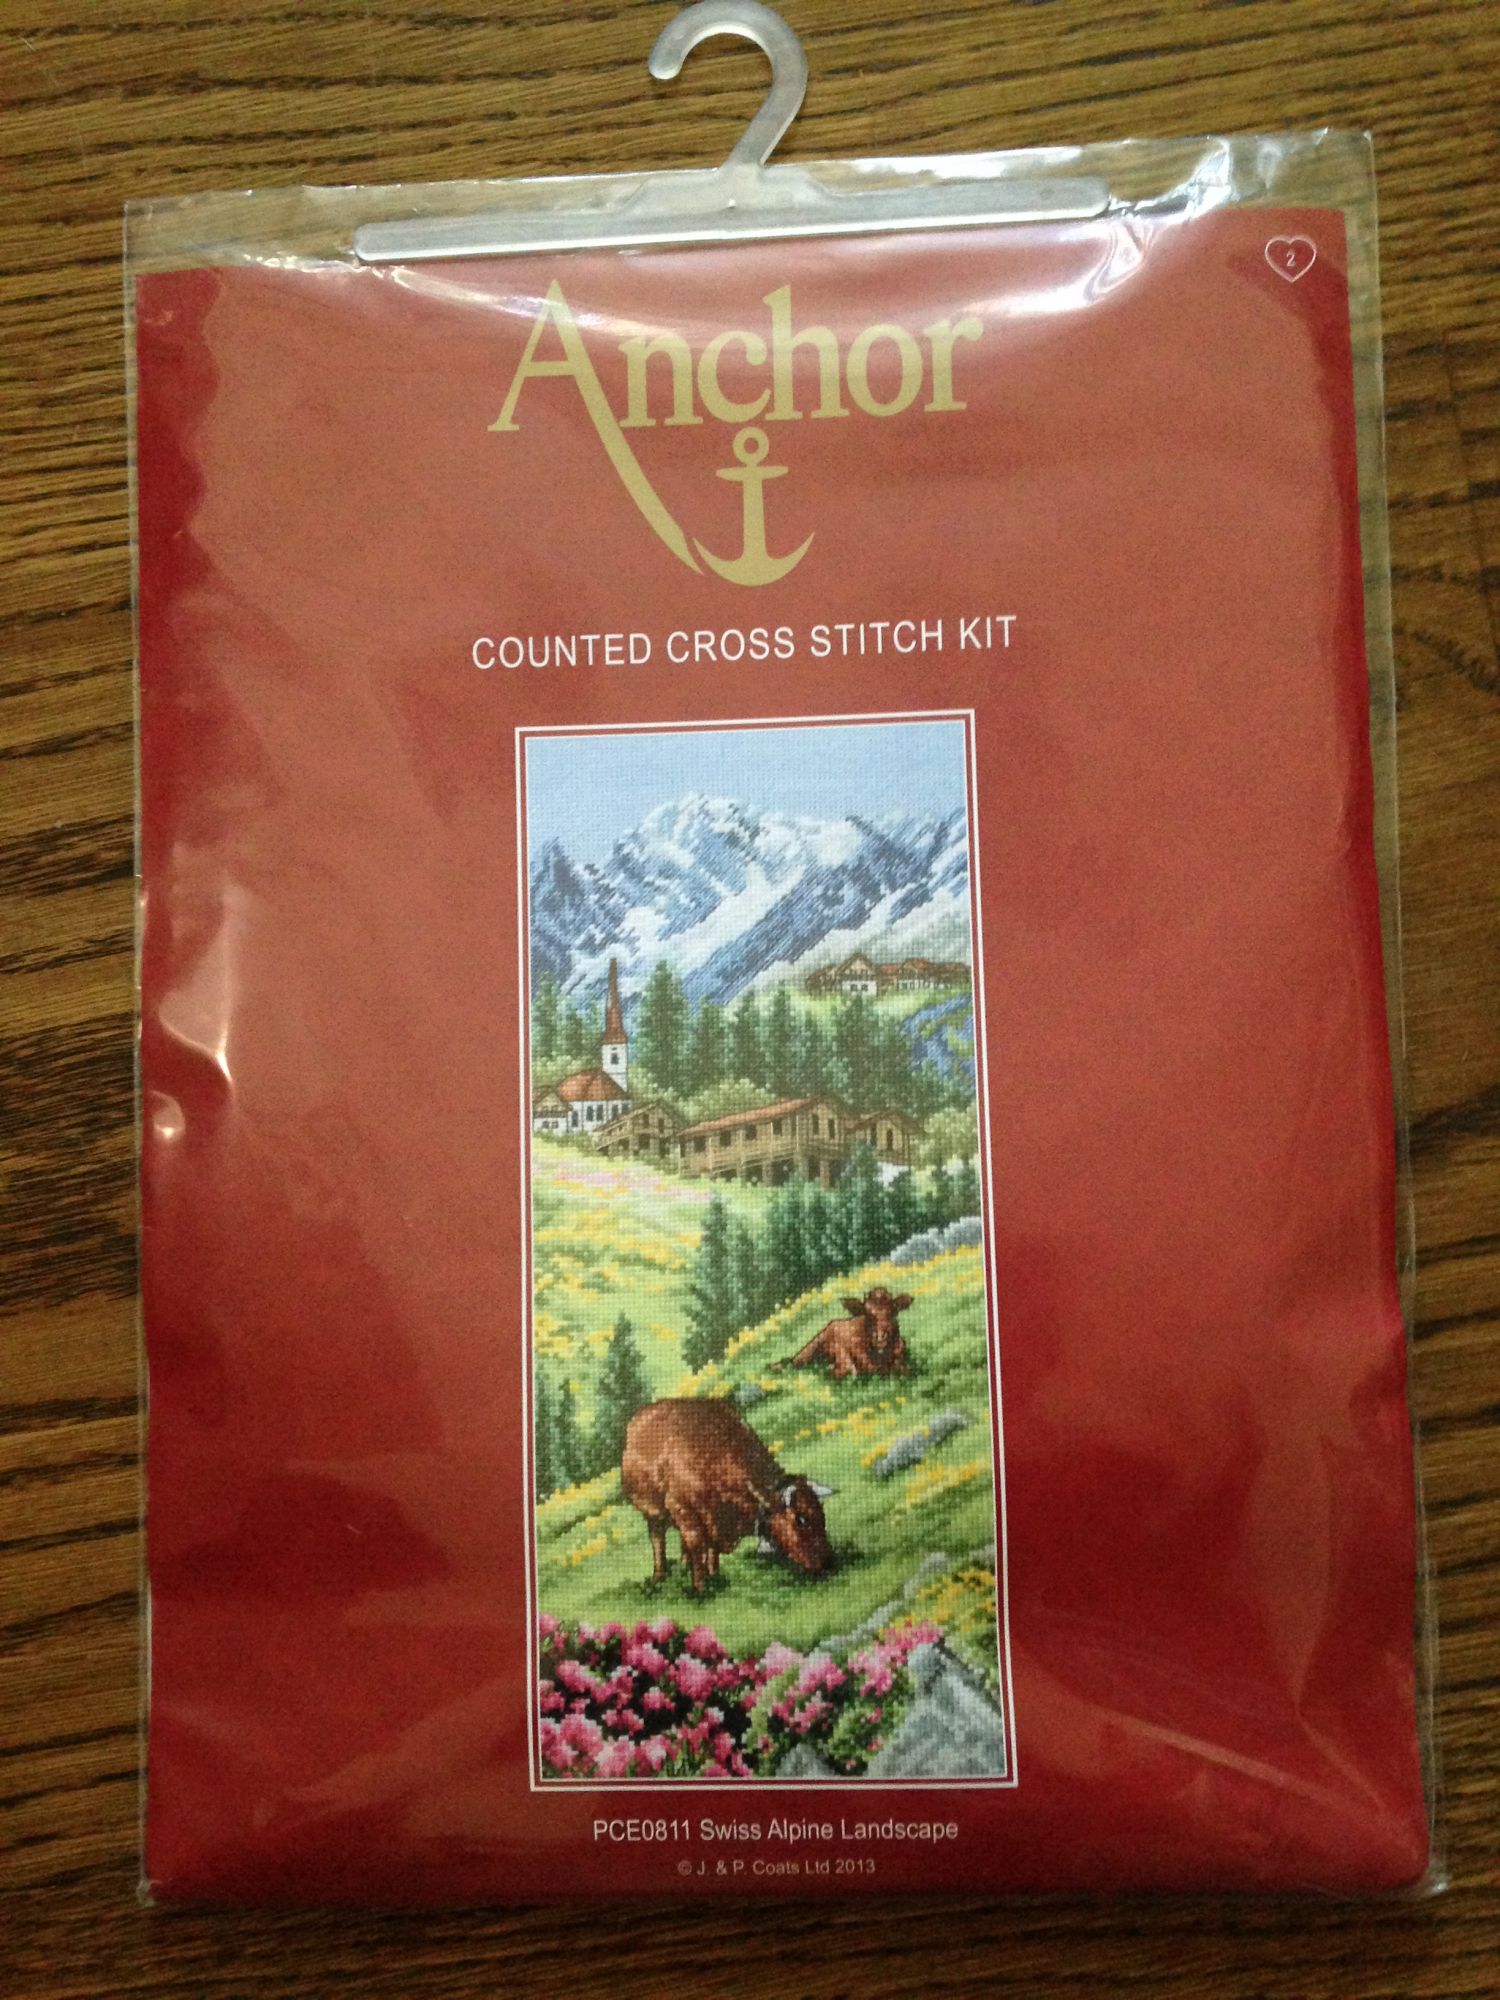 2
Anchor
COUNTED CROSS STITCH KIT
PCE0811 Swiss Alpine Landscape
© J. & P. Coats Ltd 2013